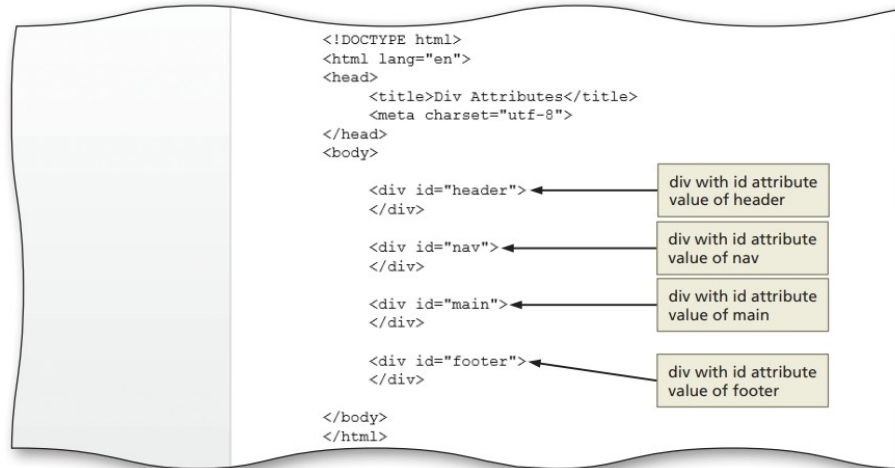 <!DOCTYPE html>
<html lang="en">
<head>
<title>Div Attributes</title>
<meta charset="utf-8">
</head>
<body>
<div id="header">
div with id attribute
value of header
</div>
<div id="nav">
div with id attribute
value of nav
</div>
<div id="main">
div with id attribute
value of main
</div>
<div id="footer">
div with id attribute
value of footer
</div>
</body>
</html>